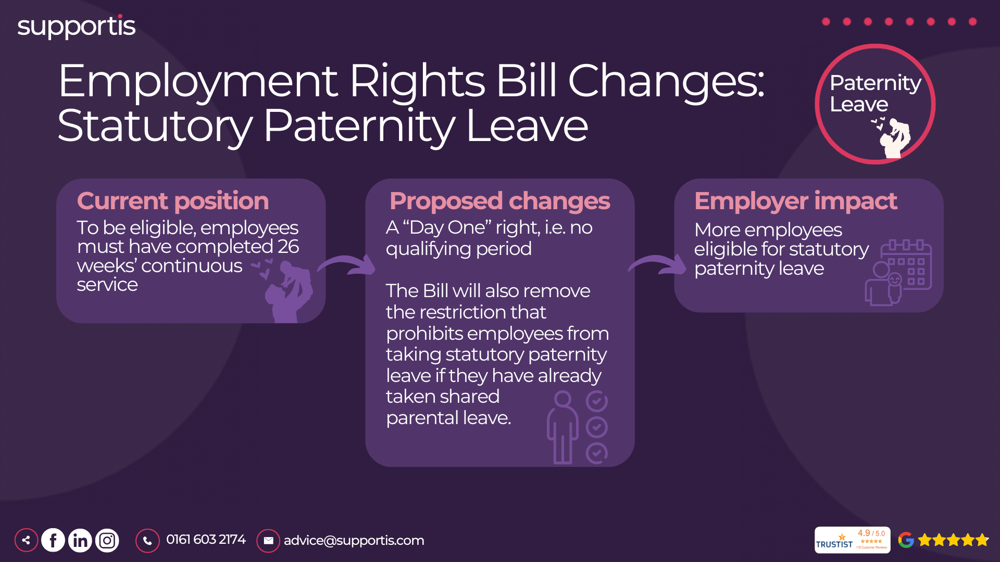 supportis
Employment Rights Bill Changes:
Statutory Paternity Leave
Paternity
Leave
Current position
To be eligible, employees
must have completed 26
weeks’ continuous
service
Proposed changes
A “Day One” right, i.e. no
qualifying period
The Bill will also remove
the restriction that
prohibits employees from
taking statutory paternity
leave if they have already
taken shared
parental leave.
Employer impact
More employees
eligible for statutory
paternity leave
0161 603 2174
advice@supportis.com
TRUSTIST
4.9 / 5.0
116 Customer Reviews